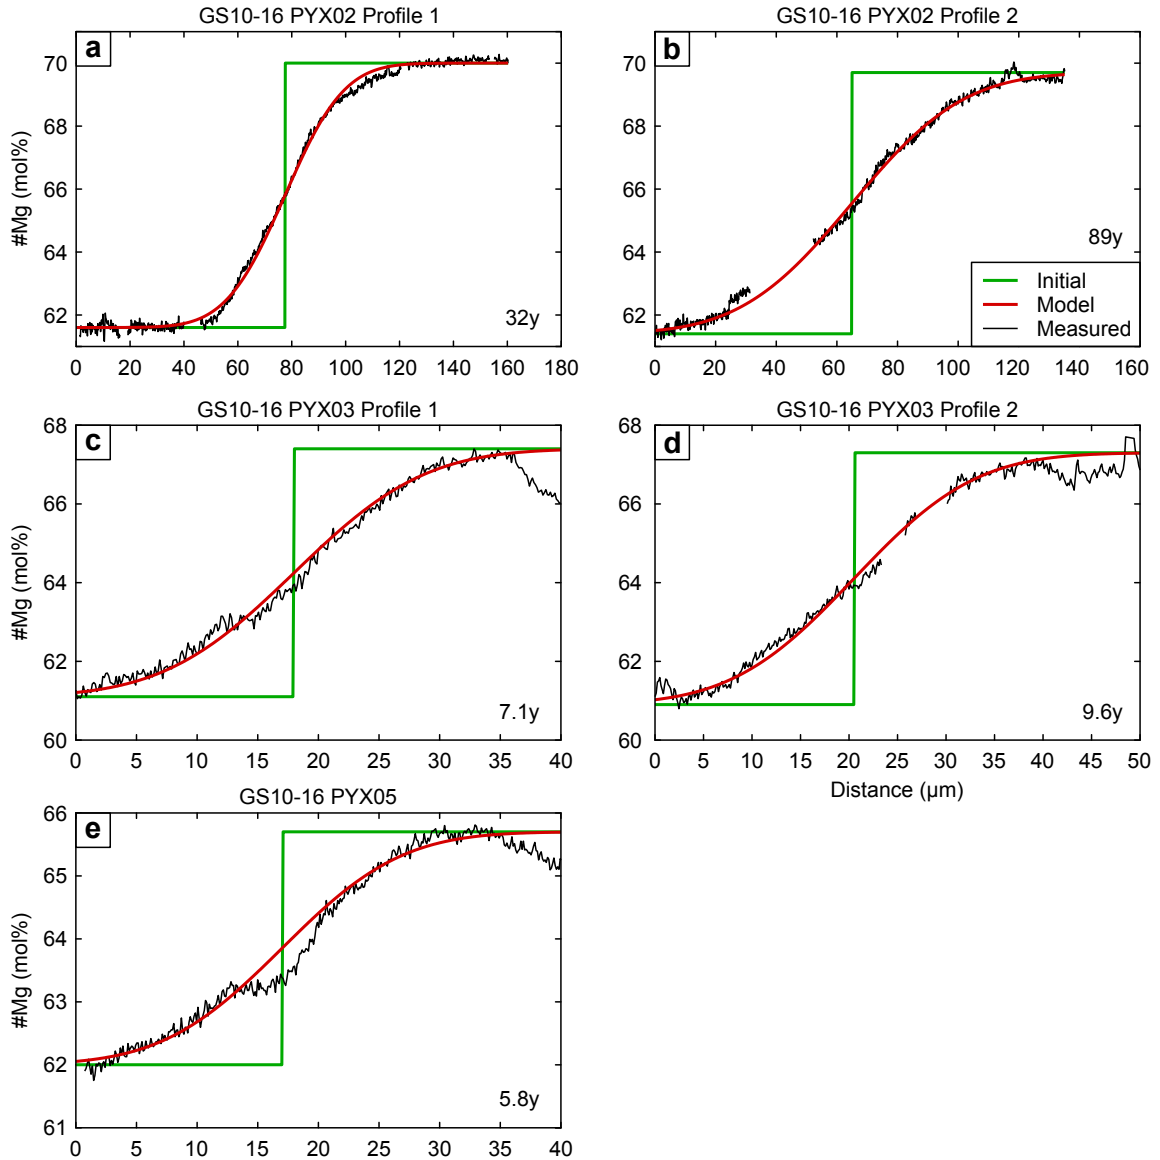 GS10-16 PYX02 Profile 1
a
#Mg (mol%)
70
68
66
64
62
32y
0 20 40 60 80 100 120 140 160 180
GS10-16 PYX02 Profile 2
b
70
68
66
64
62
89y
Initial
Model
Measured
0 20 40 60 80 100 120 140 160
GS10-16 PYX03 Profile 1
c
#Mg (mol%)
68
66
64
62
60
7.1y
0 5 10 15 20 25 30 35 40
GS10-16 PYX03 Profile 2
d
68
66
64
62
60
9.6y
0 5 10 15 20 25 30 35 40 45 50
Distance (µm)
GS10-16 PYX05
e
#Mg (mol%)
66
65
64
63
62
61
5.8y
0 5 10 15 20 25 30 35 40